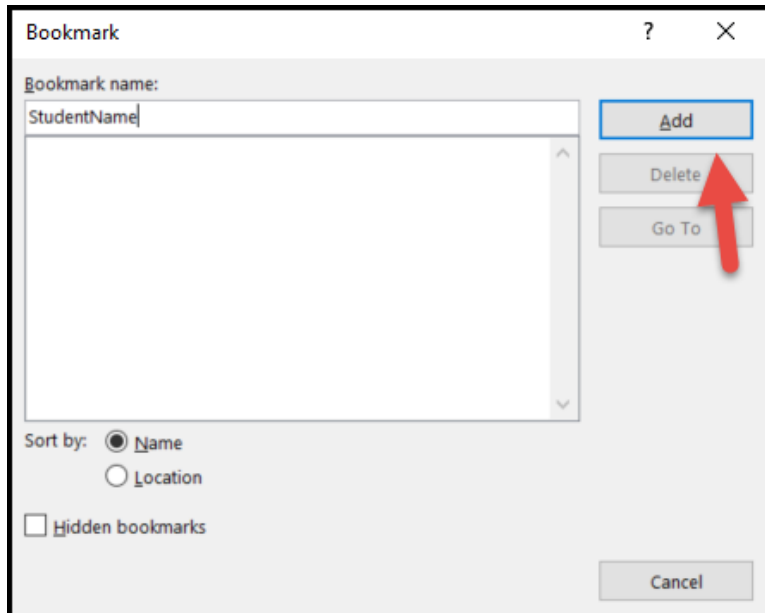 Bookmark ? X
Bookmark name:
StudentName
Add
Delete
Go To
Sort by: Name
Location
Hidden bookmarks
Cancel